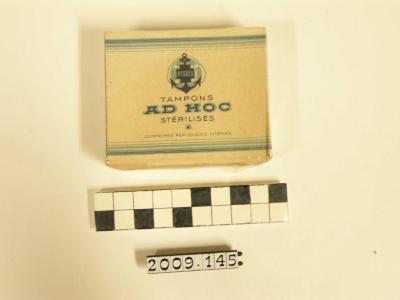 TAMPONS
AD HOC
STÉRILISÉS
COMPRIMÉS PÉRIODIQUES INTERNES
2009.145